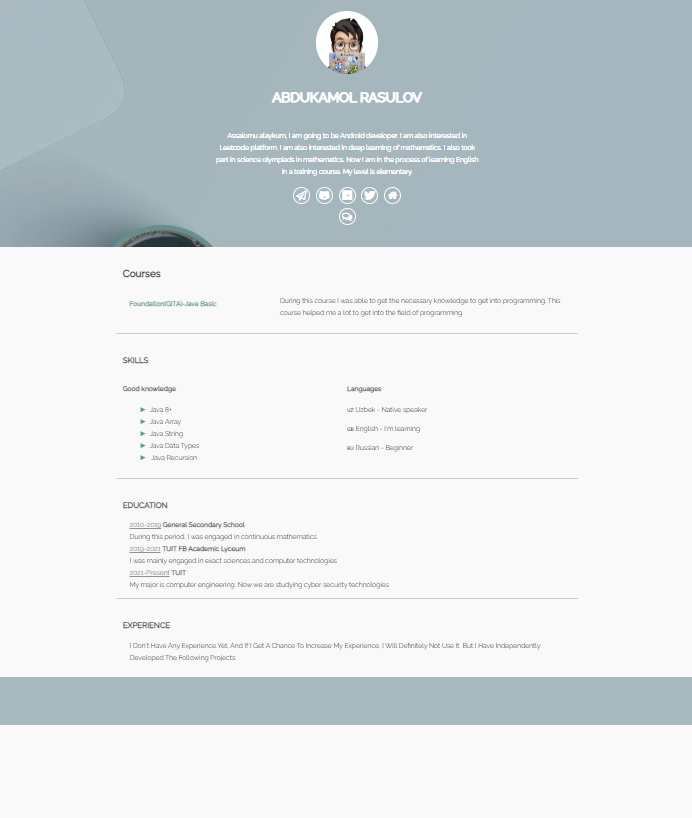 ABDUKAMOL RASULOV
Assalomu alaykum, I am going to be Android developer. I am also interested in
Leetcode platform. I am also interested in deep learning of mathematics. I also took
part in science olympiads in mathematics. Now I am in the process of learning English
in a training course. My level is elementary.
Courses
Foundation(GITA)-Java Basic
During this course I was able to get the necessary knowledge to get into programming. This
course helped me a lot to get into the field of programming.
SKILLS
Good knowledge
► Java 8+
► Java Array
► Java String
► Java Data Types
► Java Recursion
Languages
UZ Uzbek - Native speaker
GB English - I'm learning
RU Russian - Beginner
EDUCATION
2010-2019 General Secondary School
During this period, I was engaged in continuous mathematics
2019-2021 TUIT FB Academic Lyceum
I was mainly engaged in exact sciences and computer technologies
2021-Present TUIT
My major is computer engineering. Now we are studying cyber security technologies
EXPERIENCE
I Don't Have Any Experience Yet, And If I Get A Chance To Increase My Experience, I Will Definitely Not Use It. But I Have Independently
Developed The Following Projects: